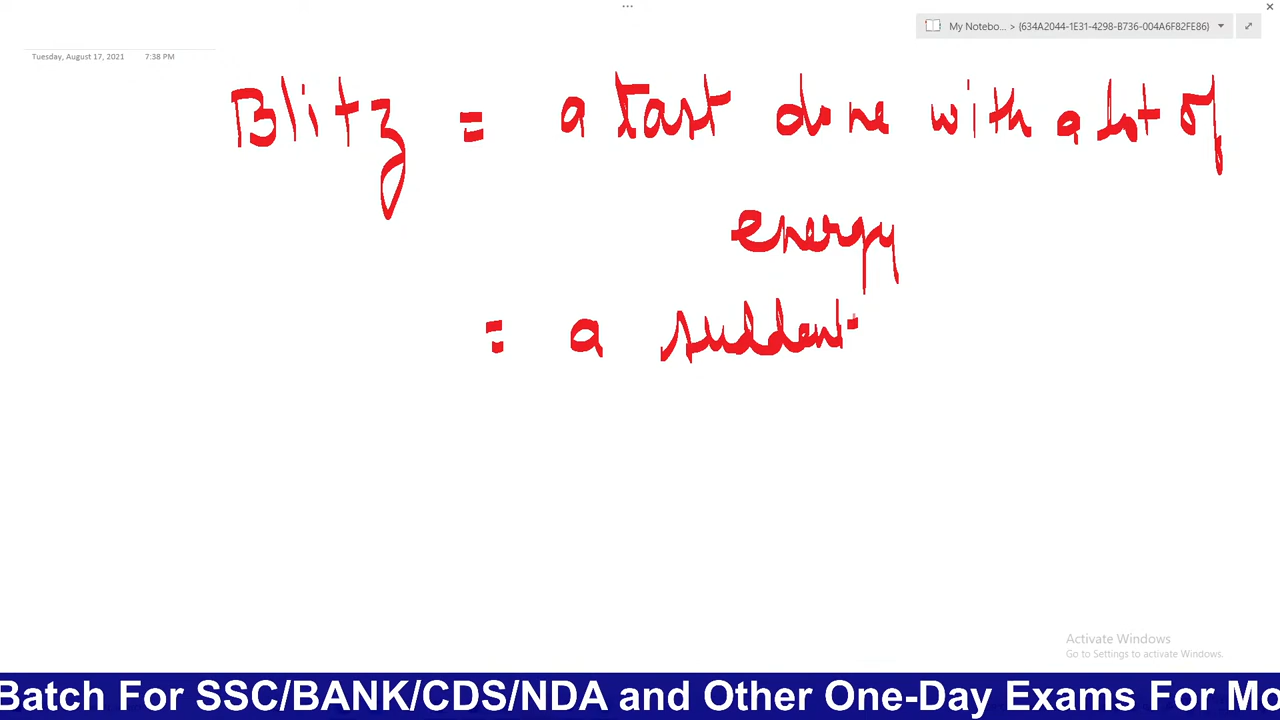 My Notebo... > {634A2044-1E31-4298-B736-004A6F82FE86}
Tuesday, August 17, 2021 7:38 PM
Blitz = a tast done with a lot of
energy
= a sudden
Activate Windows
Go to Settings to activate Windows.
Batch For SSC/BANK/CDS/NDA and Other One-Day Exams For Mo